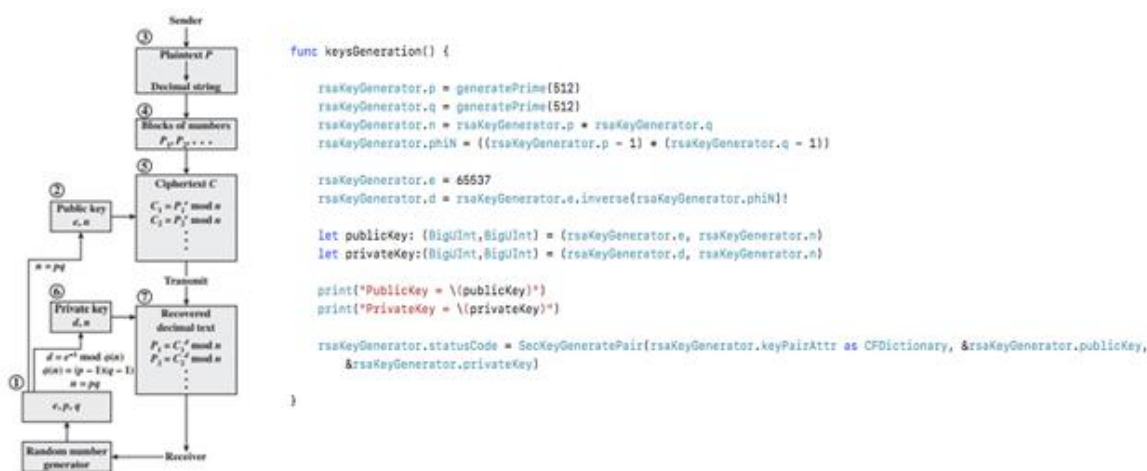 Sender
③
Plaintext P
Decimal string
④
Blocks of numbers
P₁, P₂, . . .
⑤
Ciphertext C
C₁ = P₁ᵉ mod n
C₂ = P₂ᵉ mod n
②
Public key
e, n
n = pq
Transmit
⑥
Private key
d, n
⑦
Recovered
decimal text
P₁ = C₁ᵈ mod n
P₂ = C₂ᵈ mod n
d = e⁻¹ mod ϕ(n)
ϕ(n) = (p − 1)(q − 1)
n = pq
①
e, p, q
Random number
generator
Receiver
func keysGeneration() {
rsaKeyGenerator.p = generatePrime(512)
rsaKeyGenerator.q = generatePrime(512)
rsaKeyGenerator.n = rsaKeyGenerator.p * rsaKeyGenerator.q
rsaKeyGenerator.phiN = ((rsaKeyGenerator.p - 1) * (rsaKeyGenerator.q - 1))
rsaKeyGenerator.e = 65537
rsaKeyGenerator.d = rsaKeyGenerator.e.inverse(rsaKeyGenerator.phiN)!
let publicKey: (BigUInt,BigUInt) = (rsaKeyGenerator.e, rsaKeyGenerator.n)
let privateKey:(BigUInt,BigUInt) = (rsaKeyGenerator.d, rsaKeyGenerator.n)
print("PublicKey = \(publicKey)")
print("PrivateKey = \(privateKey)")
rsaKeyGenerator.statusCode = SecKeyGeneratePair(rsaKeyGenerator.keyPairAttr as CFDictionary, &rsaKeyGenerator.publicKey,
&rsaKeyGenerator.privateKey)
}